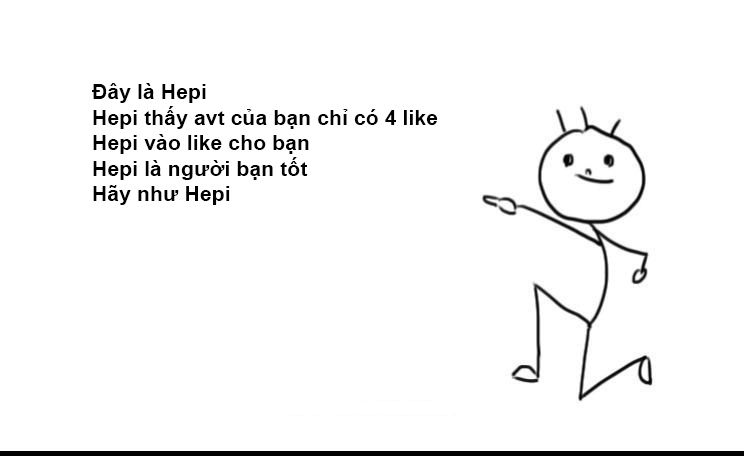 Đây là Hepi
Hepi thấy avt của bạn chỉ có 4 like
Hepi vào like cho bạn
Hepi là người bạn tốt
Hãy như Hepi